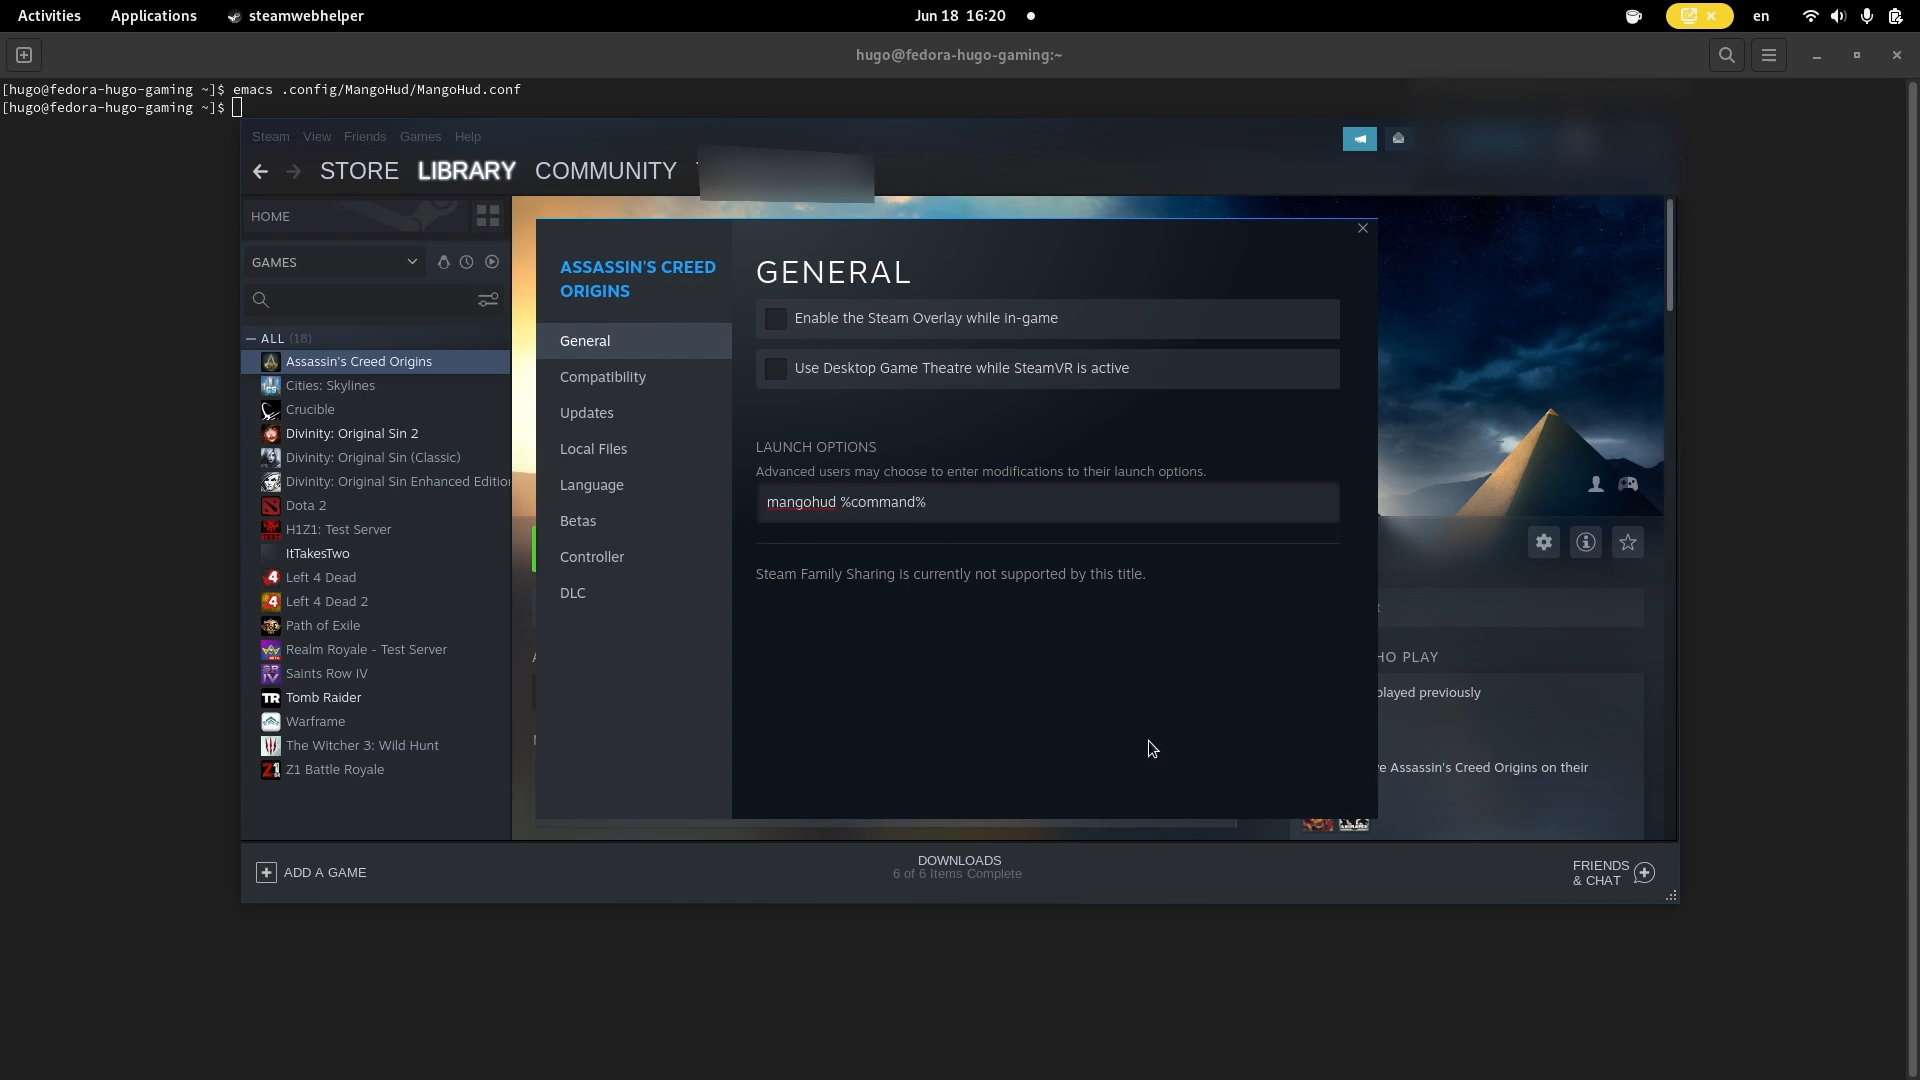 Activities Applications steamwebhelper Jun 18 16:20 en
hugo@fedora-hugo-gaming:~
[hugo@fedora-hugo-gaming ~]$ emacs .config/MangoHud/MangoHud.conf
[hugo@fedora-hugo-gaming ~]$
Steam View Friends Games Help
STORE LIBRARY COMMUNITY
HOME
GAMES
ALL (18)
Assassin's Creed Origins
Cities: Skylines
Crucible
Divinity: Original Sin 2
Divinity: Original Sin (Classic)
Divinity: Original Sin Enhanced Editio
Dota 2
H1Z1: Test Server
ItTakesTwo
Left 4 Dead
Left 4 Dead 2
Path of Exile
Realm Royale - Test Server
Saints Row IV
Tomb Raider
Warframe
The Witcher 3: Wild Hunt
Z1 Battle Royale
ASSASSIN'S CREED
ORIGINS
General
Compatibility
Updates
Local Files
Language
Betas
Controller
DLC
GENERAL
Enable the Steam Overlay while in-game
Use Desktop Game Theatre while SteamVR is active
LAUNCH OPTIONS
Advanced users may choose to enter modifications to their launch options.
mangohud %command%
Steam Family Sharing is currently not supported by this title.
HO PLAY
played previously
e Assassin's Creed Origins on their
ADD A GAME
DOWNLOADS
6 of 6 Items Complete
FRIENDS
& CHAT